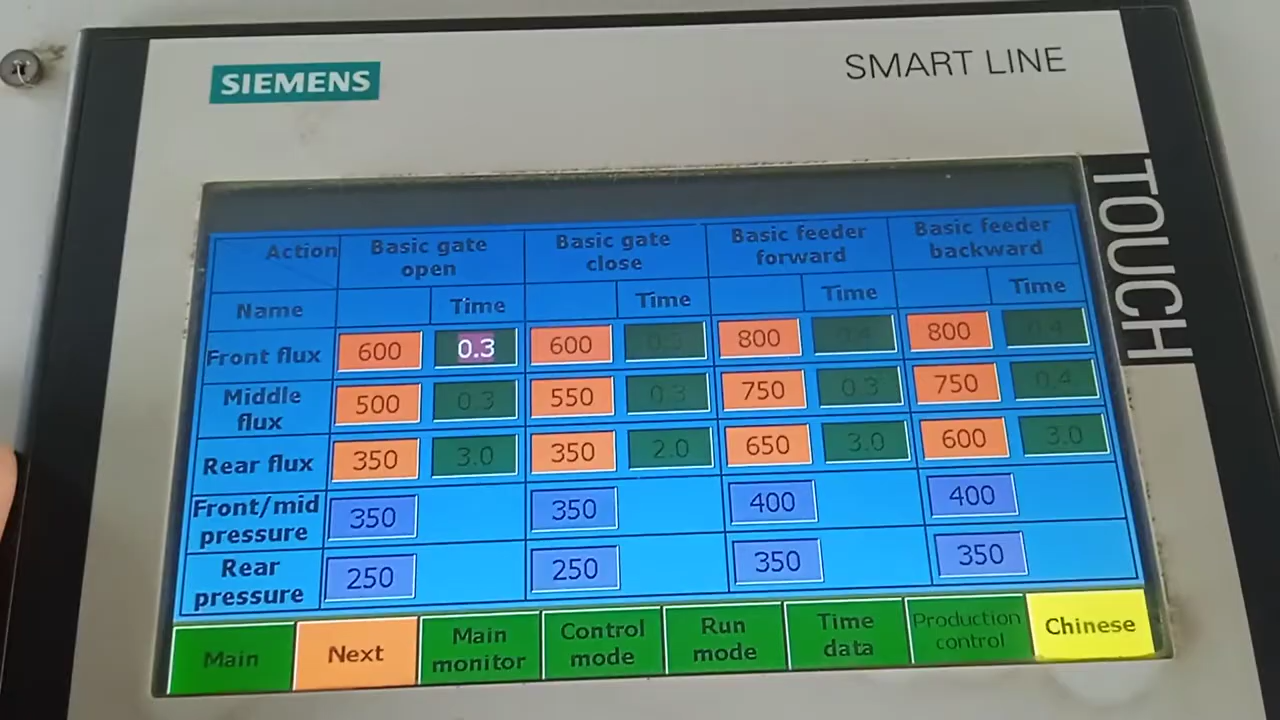 SIEMENS
SMART LINE
TOUCH
Action
Basic gate open
Basic gate close
Basic feeder forward
Basic feeder backward
Name
Time
Time
Time
Time
Front flux 600 0.3 600 800 800
Middle flux 500 0.3 550 0.3 750 0.3 750 0.4
Rear flux 350 3.0 350 2.0 650 3.0 600 3.0
Front/mid pressure 350 350 400 400
Rear pressure 250 250 350 350
Main
Next
Main monitor
Control mode
Run mode
Time data
Production control
Chinese